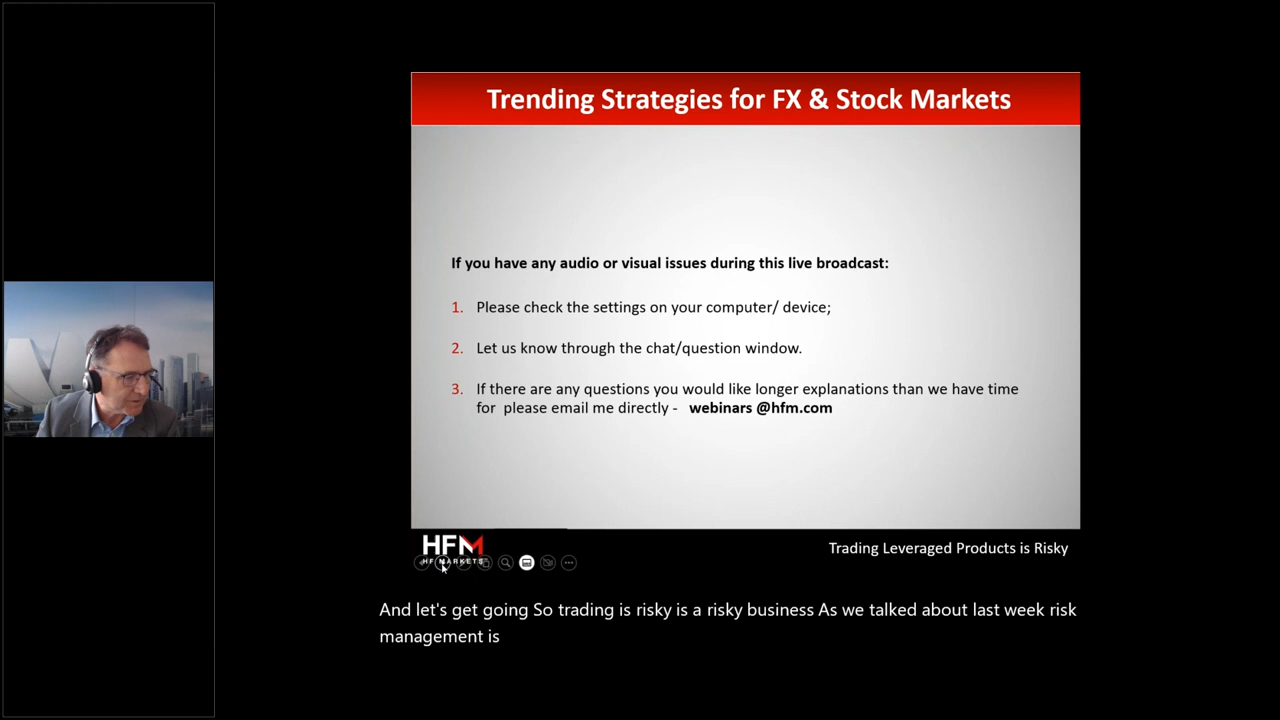 Trending Strategies for FX & Stock Markets
If you have any audio or visual issues during this live broadcast:
1. Please check the settings on your computer/ device;
2. Let us know through the chat/question window.
3. If there are any questions you would like longer explanations than we have time
for please email me directly - webinars @hfm.com
HFM
HF MARKETS
Trading Leveraged Products is Risky
And let's get going So trading is risky is a risky business As we talked about last week risk
management is